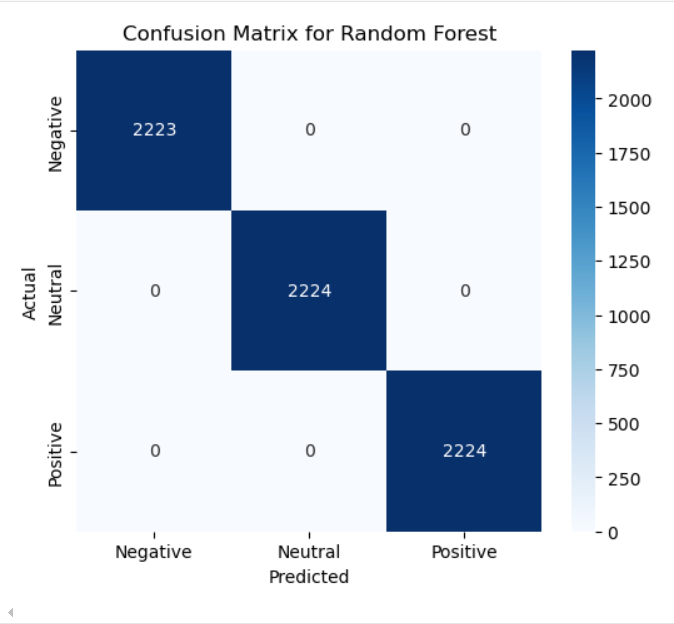 Confusion Matrix for Random Forest
Negative
2223
0
0
Actual
Neutral
0
2224
0
Positive
0
0
2224
Negative
Neutral
Positive
Predicted
2000
1750
1500
1250
1000
750
500
250
0